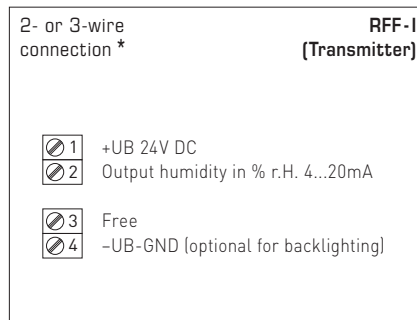 2- or 3-wire RFF-I
connection * (Transmitter)
1 +UB 24V DC
2 Output humidity in % r.H. 4...20mA
3 Free
4 –UB-GND (optional for backlighting)